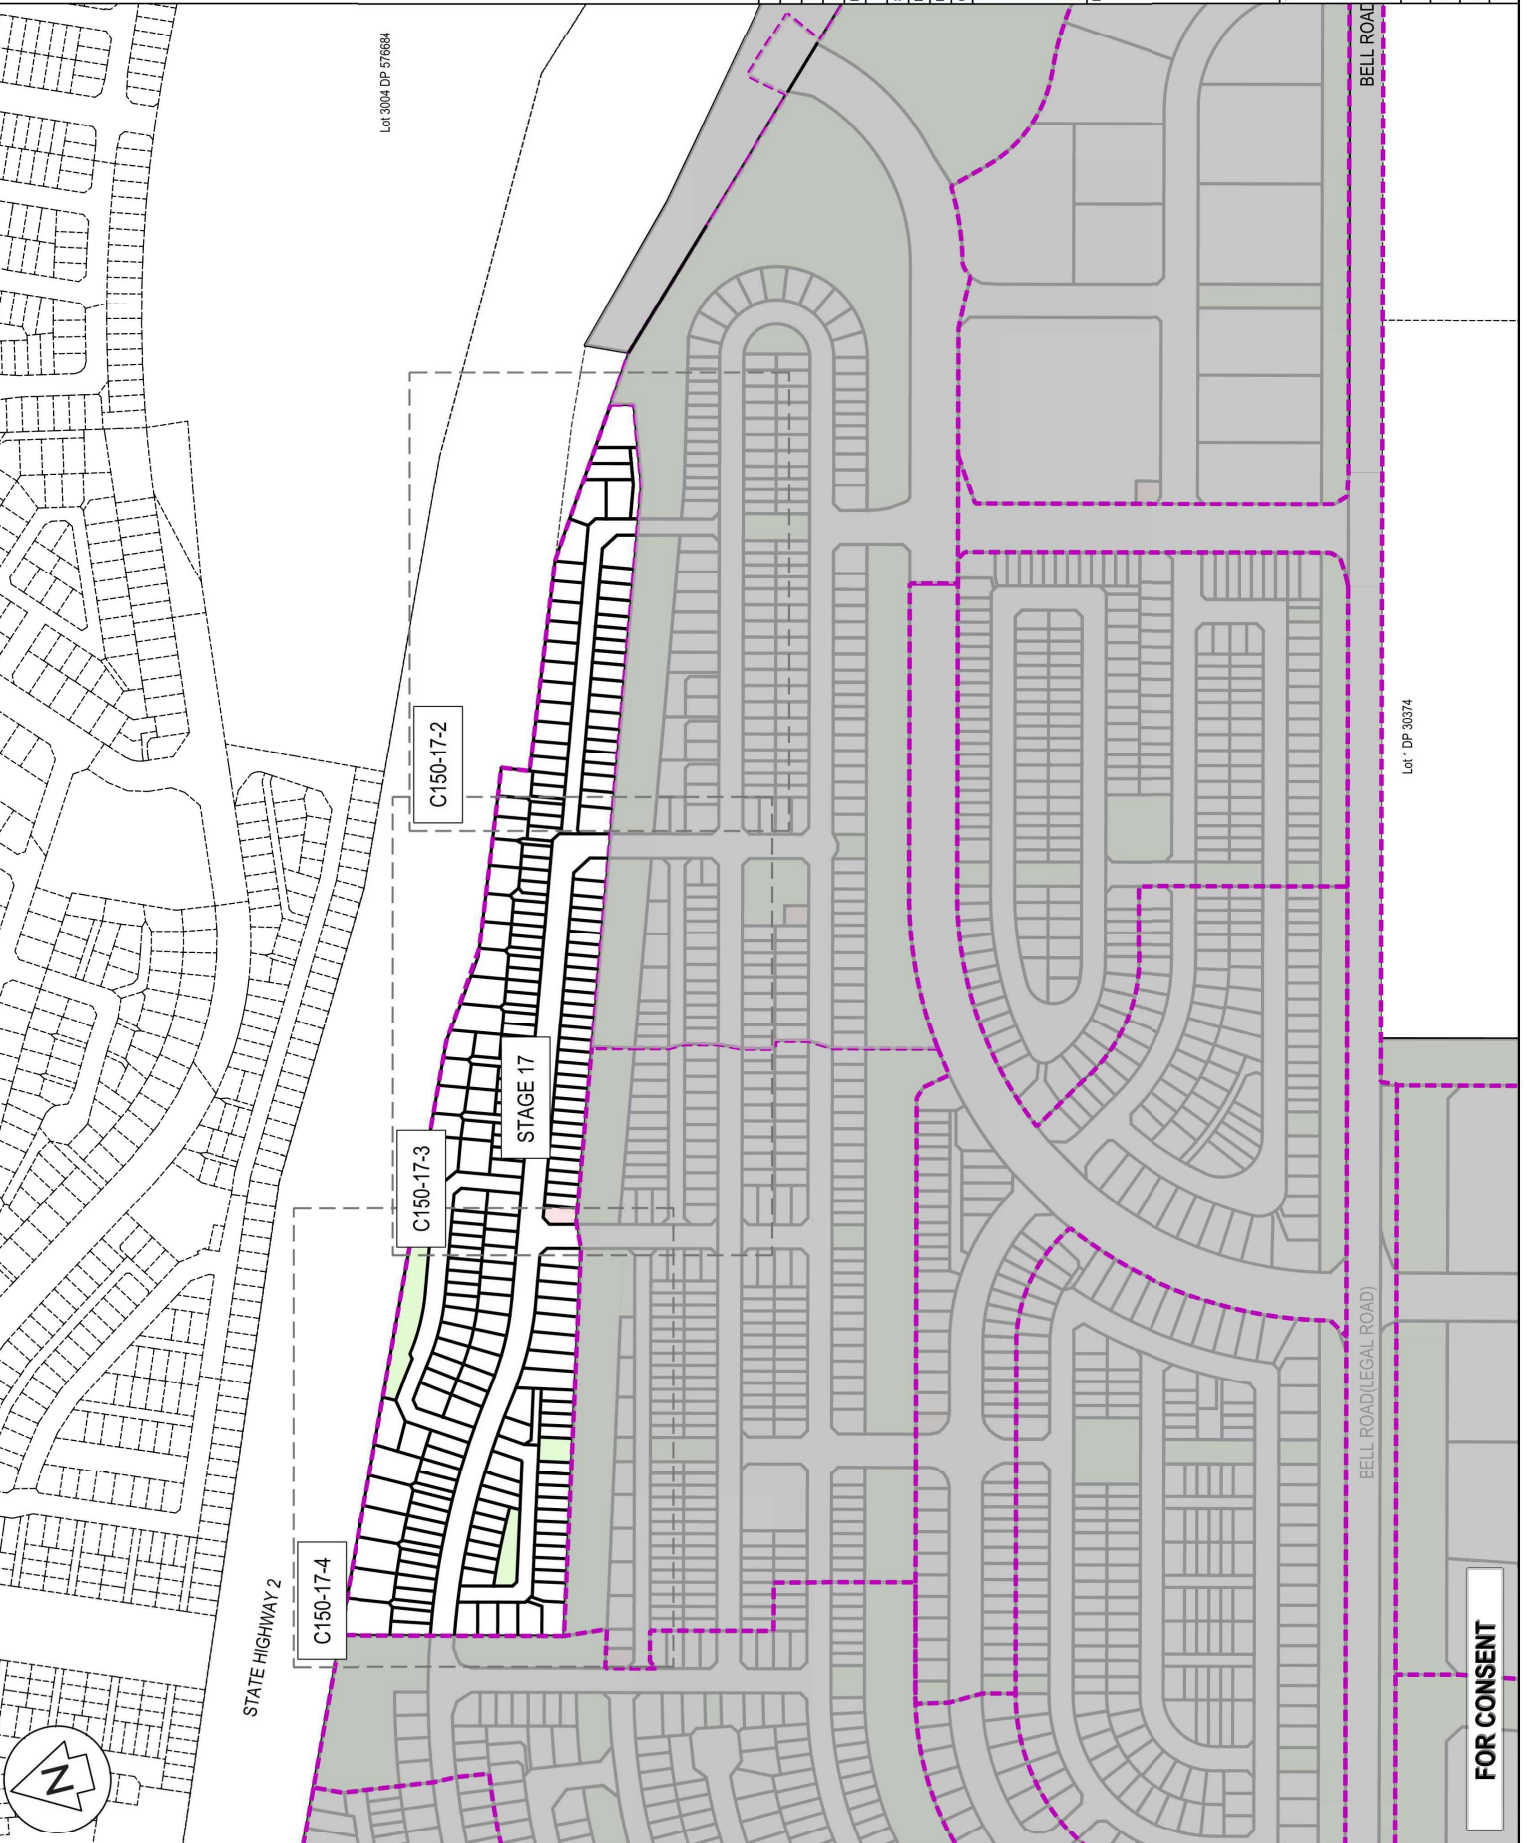 Lot 3004 DP 576684
BELL ROAD
C150-17-2
Lot ' DP 30374
STAGE 17
C150-17-3
BELL ROAD(LEGAL ROAD)
C150-17-4
STATE HIGHWAY 2
FOR CONSENT
N